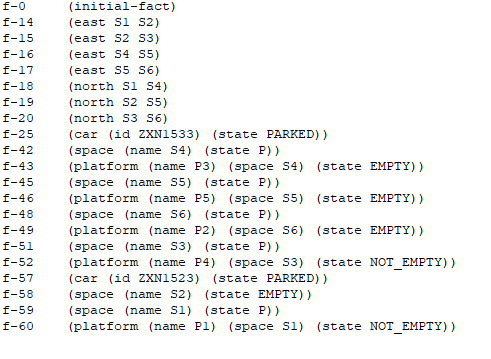 f-0     (initial-fact)
f-14    (east S1 S2)
f-15    (east S2 S3)
f-16    (east S4 S5)
f-17    (east S5 S6)
f-18    (north S1 S4)
f-19    (north S2 S5)
f-20    (north S3 S6)
f-25    (car (id ZXN1533) (state PARKED))
f-42    (space (name S4) (state P))
f-43    (platform (name P3) (space S4) (state EMPTY))
f-45    (space (name S5) (state P))
f-46    (platform (name P5) (space S5) (state EMPTY))
f-48    (space (name S6) (state P))
f-49    (platform (name P2) (space S6) (state EMPTY))
f-51    (space (name S3) (state P))
f-52    (platform (name P4) (space S3) (state NOT_EMPTY))
f-57    (car (id ZXN1523) (state PARKED))
f-58    (space (name S2) (state EMPTY))
f-59    (space (name S1) (state P))
f-60    (platform (name P1) (space S1) (state NOT_EMPTY))